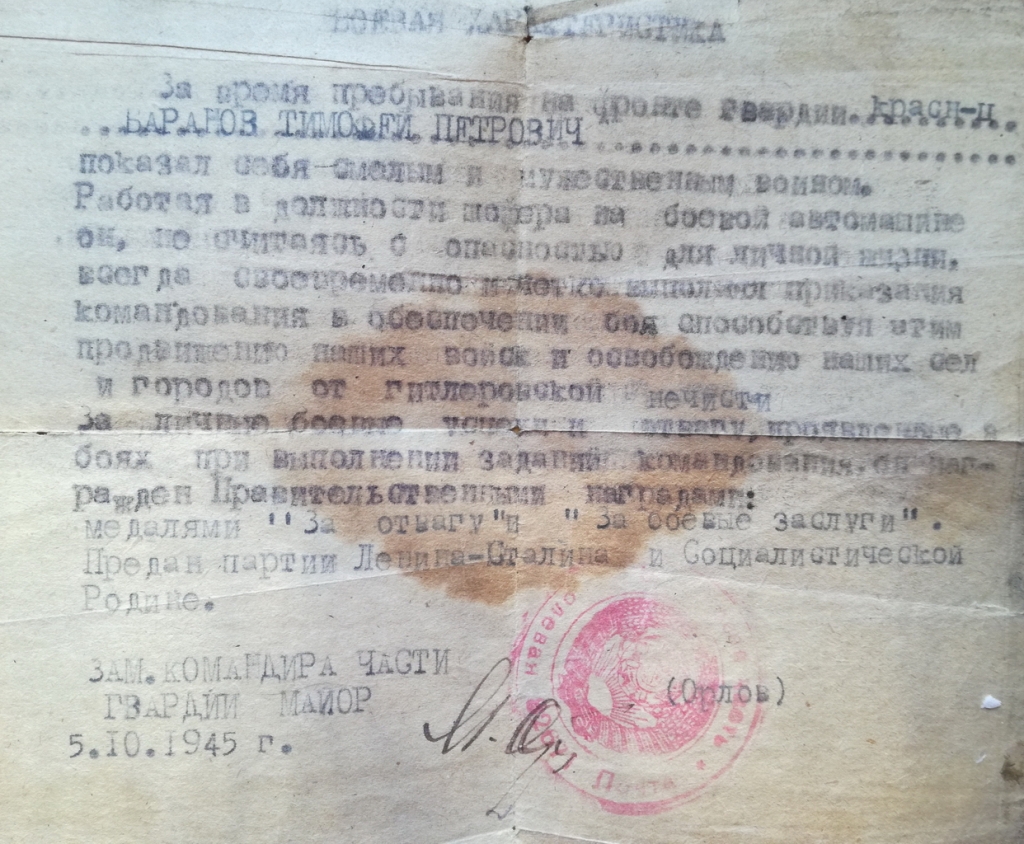 БОЕВАЯ ХАРАКТЕРИСТИКА
За время пребывания на фронте гвардии. красн-ц
..БАРАНОВ ТИМОФЕЙ ПЕТРОВИЧ ..............................
показал себя смелым и мужественным воином.
Работая в должности шофера на боевой автомашине
он, не считаясь с опасностью для личной жизни,
всегда своевременно и четко выполнял приказания
командования в обеспечении боя способствуя этим
продвижению наших войск и освобождению наших сел
и городов от гитлеровской нечисти
За личные боевые успехи и отвагу, проявленные в
боях при выполнении заданий командования.он наг-
ражден Правительственными наградами:
медалями "За отвагу"и "За боевые заслуги".
Предан партии Ленина-Сталина и Социалистической
Родине.
ЗАМ.КОМАНДИРА ЧАСТИ
ГВАРДИИ МАЙОР
(Орлов)
5.10.1945 г.
Почта